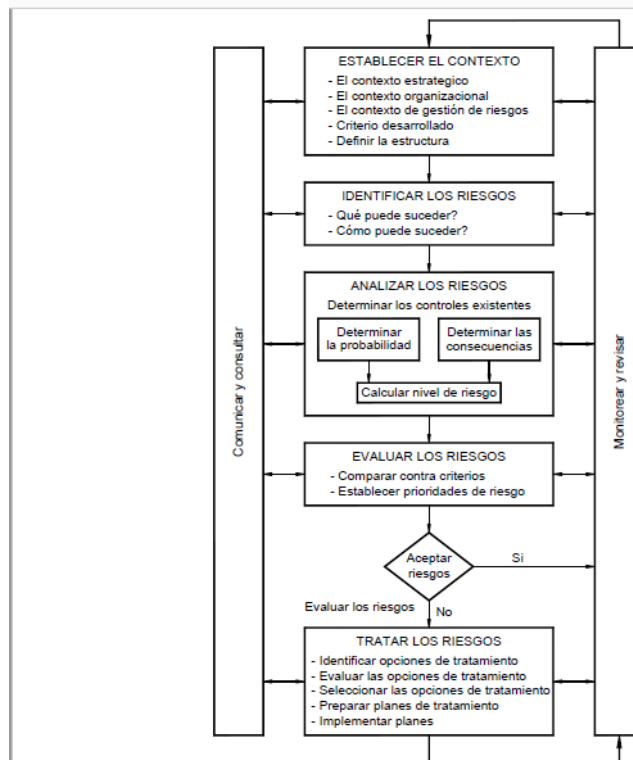 ESTABLECER EL CONTEXTO
- El contexto estrategico
- El contexto organizacional
- El contexto de gestión de riesgos
- Criterio desarrollado
- Definir la estructura
IDENTIFICAR LOS RIESGOS
- Qué puede suceder?
- Cómo puede suceder?
ANALIZAR LOS RIESGOS
Determinar los controles existentes
Determinar
la probabilidad
Determinar las
consecuencias
Calcular nivel de riesgo
Comunicar y consultar
Monitorear y revisar
EVALUAR LOS RIESGOS
- Comparar contra criterios
- Establecer prioridades de riesgo
Aceptar
riesgos
Si
Evaluar los riesgos
No
TRATAR LOS RIESGOS
- Identificar opciones de tratamiento
- Evaluar las opciones de tratamiento
- Seleccionar las opciones de tratamiento
- Preparar planes de tratamiento
- Implementar planes